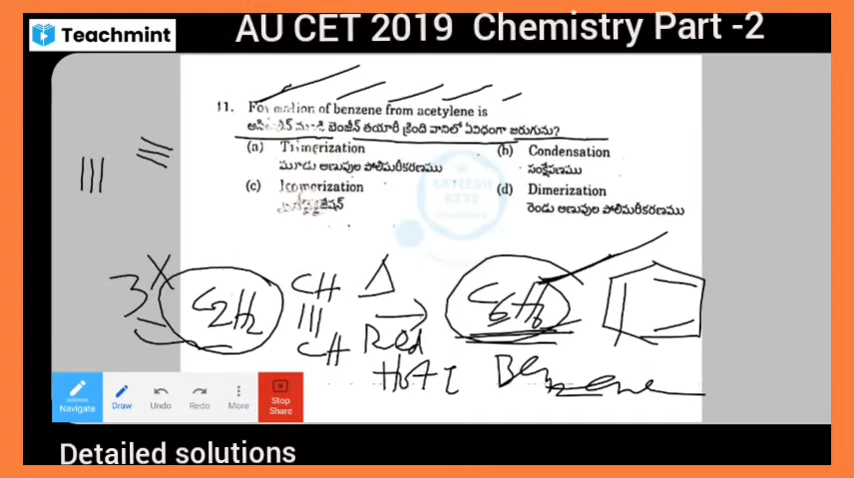 Teachmint
AU CET 2019 Chemistry Part -2
11. Formation of benzene from acetylene is
నుండి బెంజీన్ తయారీ క్రింది వానిలో ఏవిధంగా జరుగును?
(a) Trimerization
(b) Condensation
మూడు అణువుల పోలిమరీకరణము
సంక్షేపణము
(c) Isomerization
(d) Dimerization
రెండు అణువుల పోలిమరీకరణము
3 x C2H2
CH
|||
CH
Δ
Red
Hot
C6H6
Benzene
Navigate
Draw
Undo
Redo
More
Stop
Share
Detailed solutions